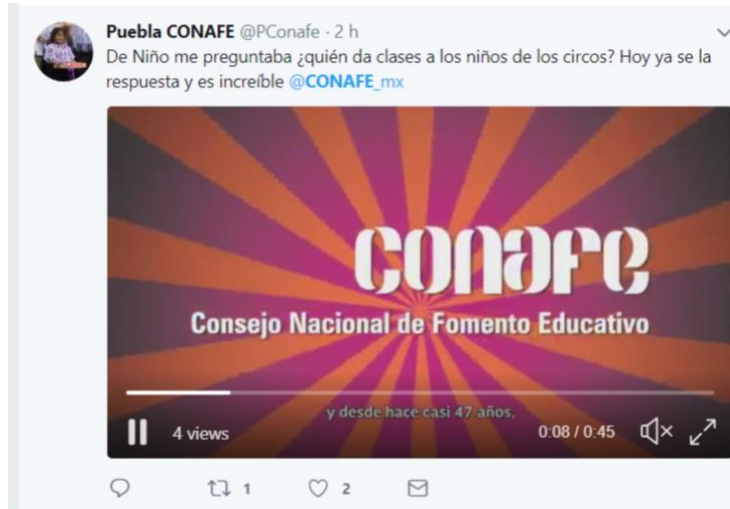 Puebla CONAFE @PConafe · 2 h
De Niño me preguntaba ¿quién da clases a los niños de los circos? Hoy ya se la
respuesta y es increíble @CONAFE_mx
conafe
Consejo Nacional de Fomento Educativo
y desde hace casi 47 años,
4 views
0:08 / 0:45
1
2